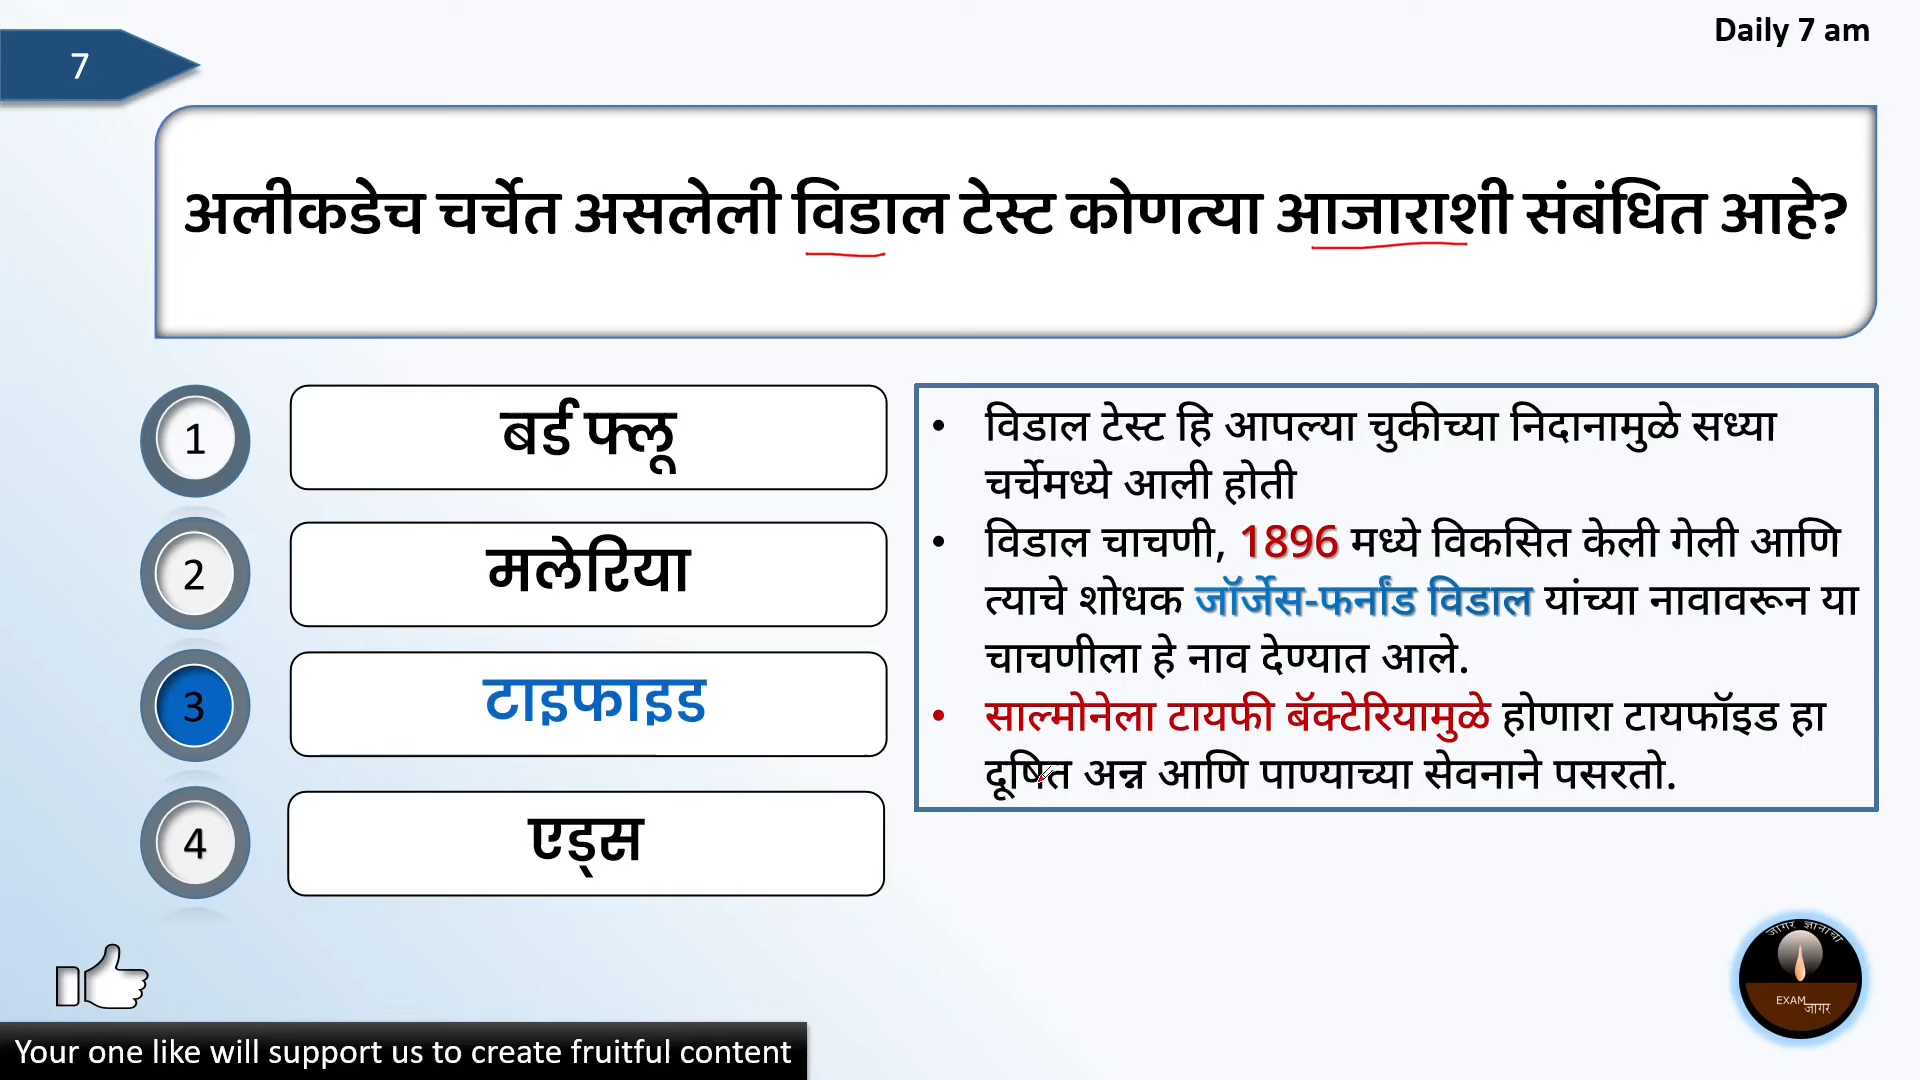 Daily 7 am
7
अलीकडेच चर्चेत असलेली विडाल टेस्ट कोणत्या आजाराशी संबंधित आहे?
1
बर्ड फ्लू
2
मलेरिया
3
टाइफाइड
4
एड्स
• विडाल टेस्ट हि आपल्या चुकीच्या निदानामुळे सध्या
चर्चेमध्ये आली होती
• विडाल चाचणी, 1896 मध्ये विकसित केली गेली आणि
त्याचे शोधक जॉर्जेस-फर्नांड विडाल यांच्या नावावरून या
चाचणीला हे नाव देण्यात आले.
• साल्मोनेला टायफी बॅक्टेरियामुळे होणारा टायफॉइड हा
दूषित अन्न आणि पाण्याच्या सेवनाने पसरतो.
जागर ज्ञानाचा
EXAM
जागर
Your one like will support us to create fruitful content